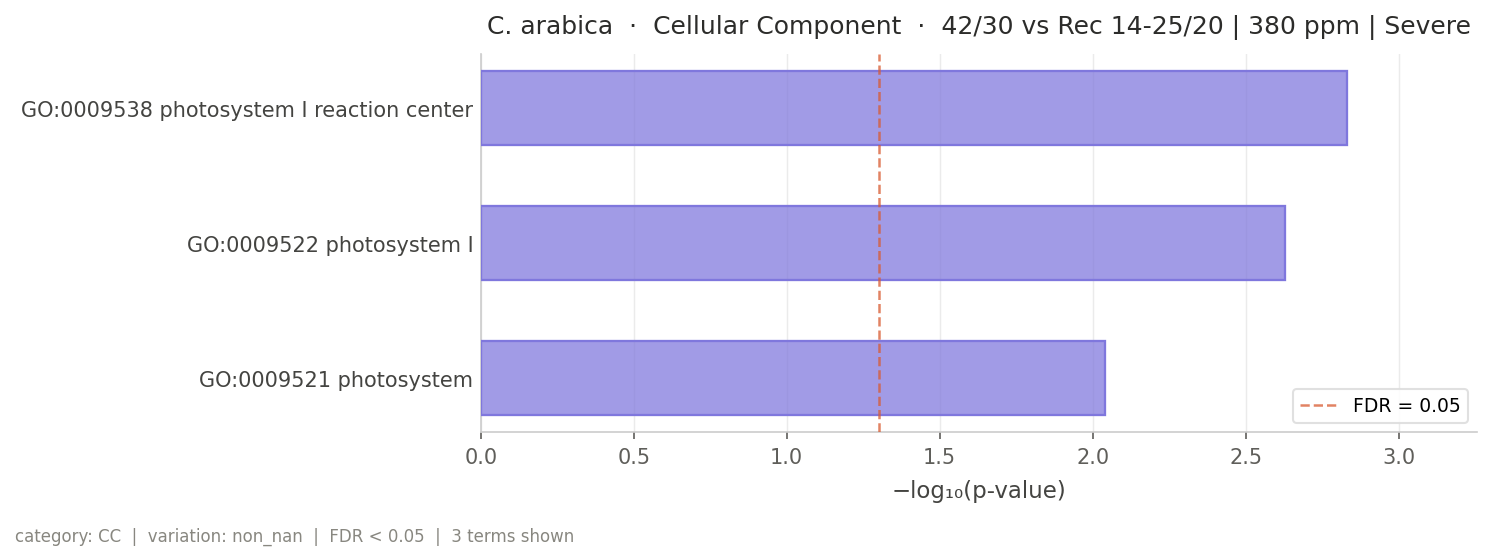 C. arabica · Cellular Component · 42/30 vs Rec 14-25/20 | 380 ppm | Severe
GO:0009538 photosystem I reaction center
GO:0009522 photosystem I
GO:0009521 photosystem
FDR = 0.05
0.0 0.5 1.0 1.5 2.0 2.5 3.0
−log₁₀(p-value)
category: CC | variation: non_nan | FDR < 0.05 | 3 terms shown